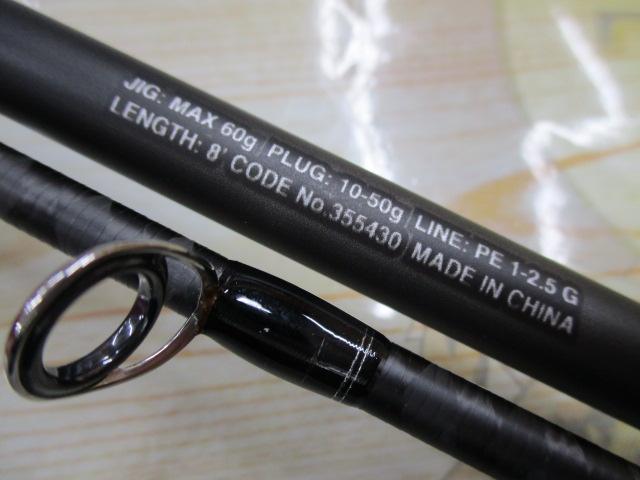 JIG: MAX 60g PLUG: 10-50g LINE: PE 1-2.5 G
LENGTH: 8' CODE No.355430 MADE IN CHINA